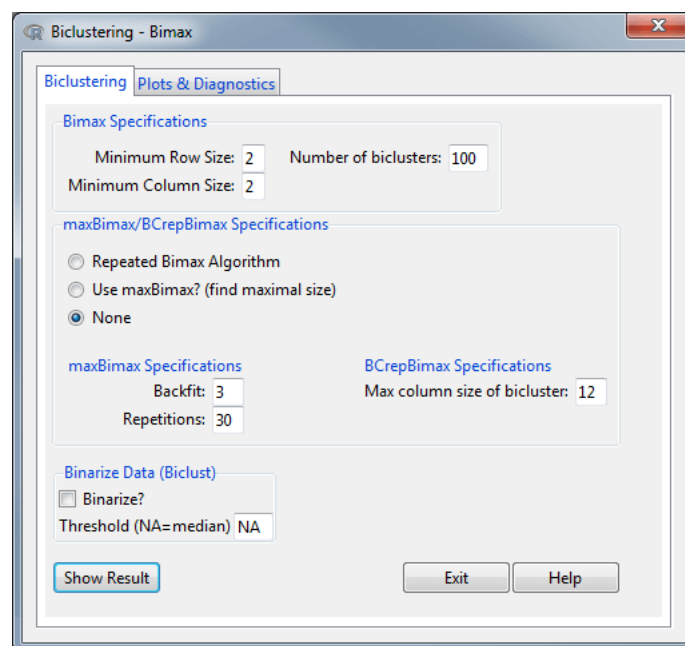 Biclustering - Bimax
Biclustering Plots & Diagnostics
Bimax Specifications
Minimum Row Size: 2 Number of biclusters: 100
Minimum Column Size: 2
maxBimax/BCrepBimax Specifications
Repeated Bimax Algorithm
Use maxBimax? (find maximal size)
None
maxBimax Specifications BCrepBimax Specifications
Backfit: 3 Max column size of bicluster: 12
Repetitions: 30
Binarize Data (Biclust)
Binarize?
Threshold (NA=median) NA
Show Result Exit Help